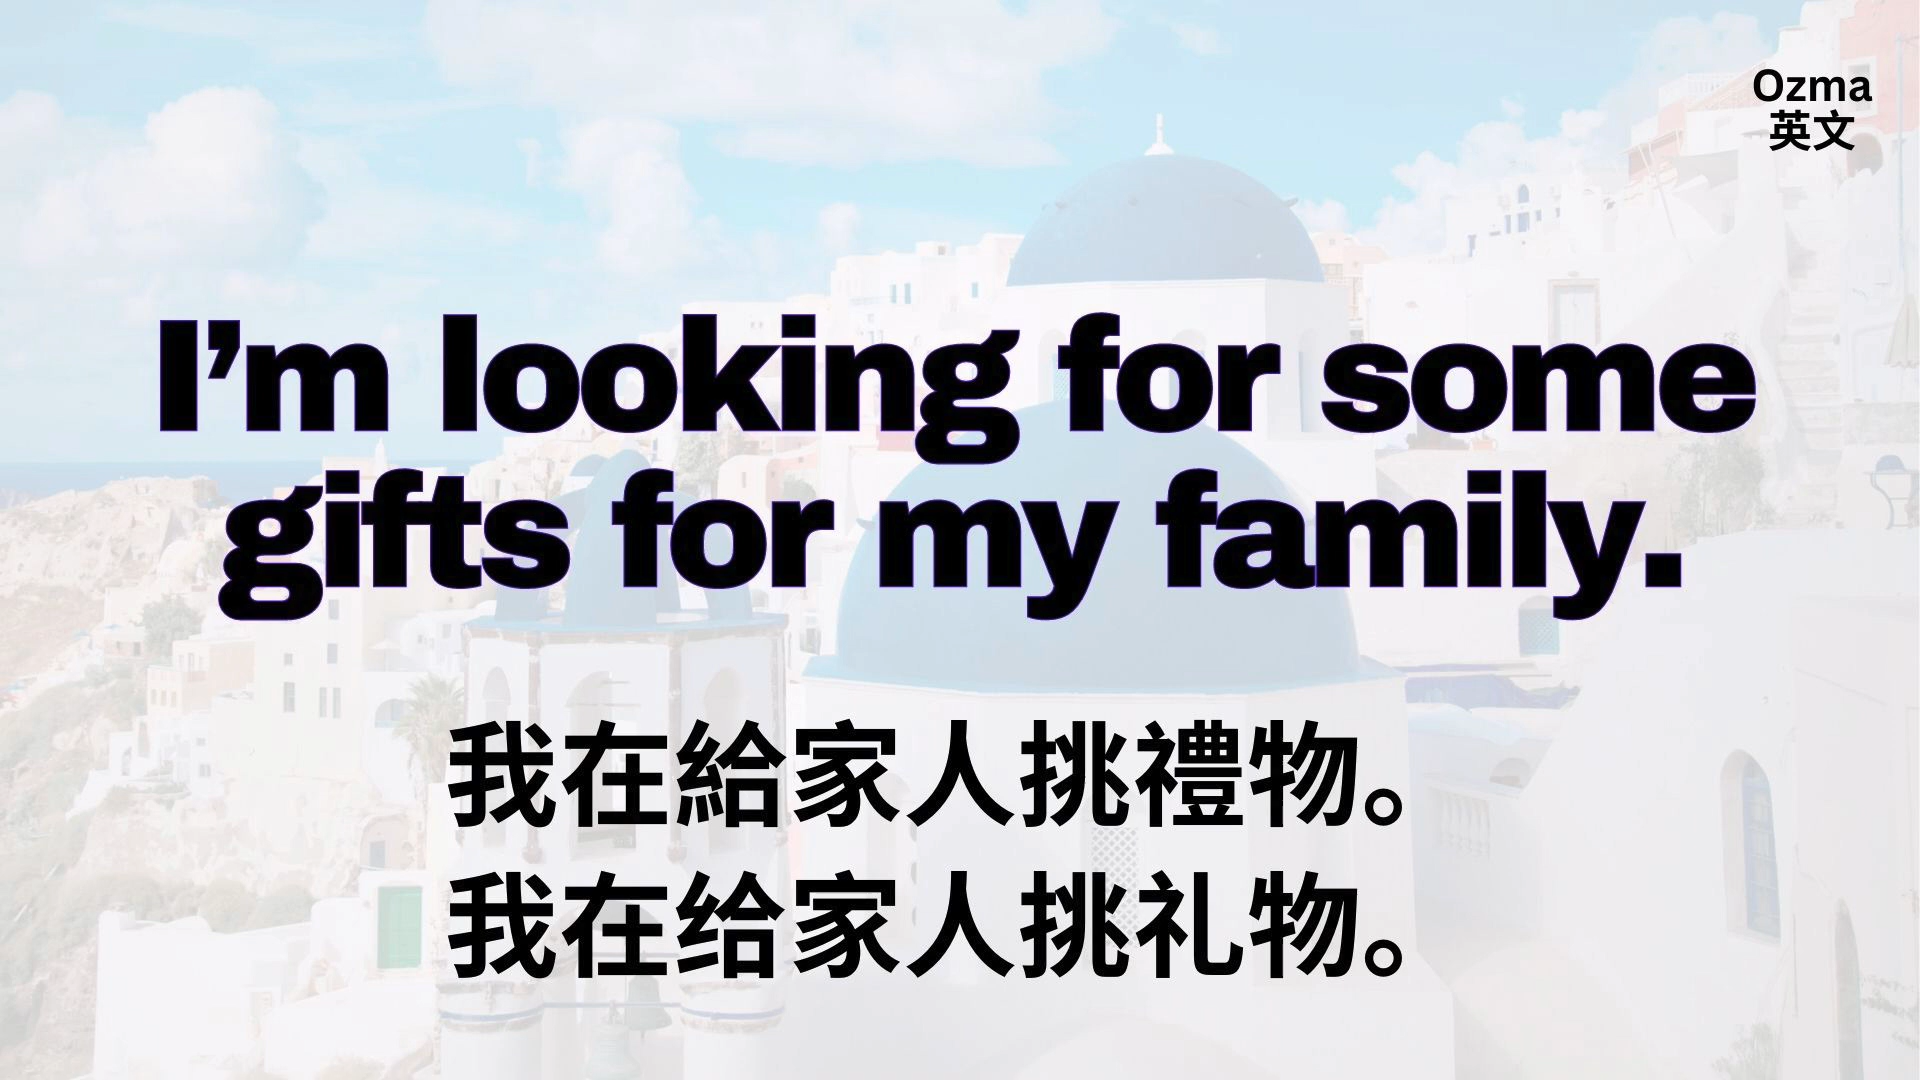 Ozma
英文
I'm looking for some
gifts for my family.
我在給家人挑禮物。
我在给家人挑礼物。